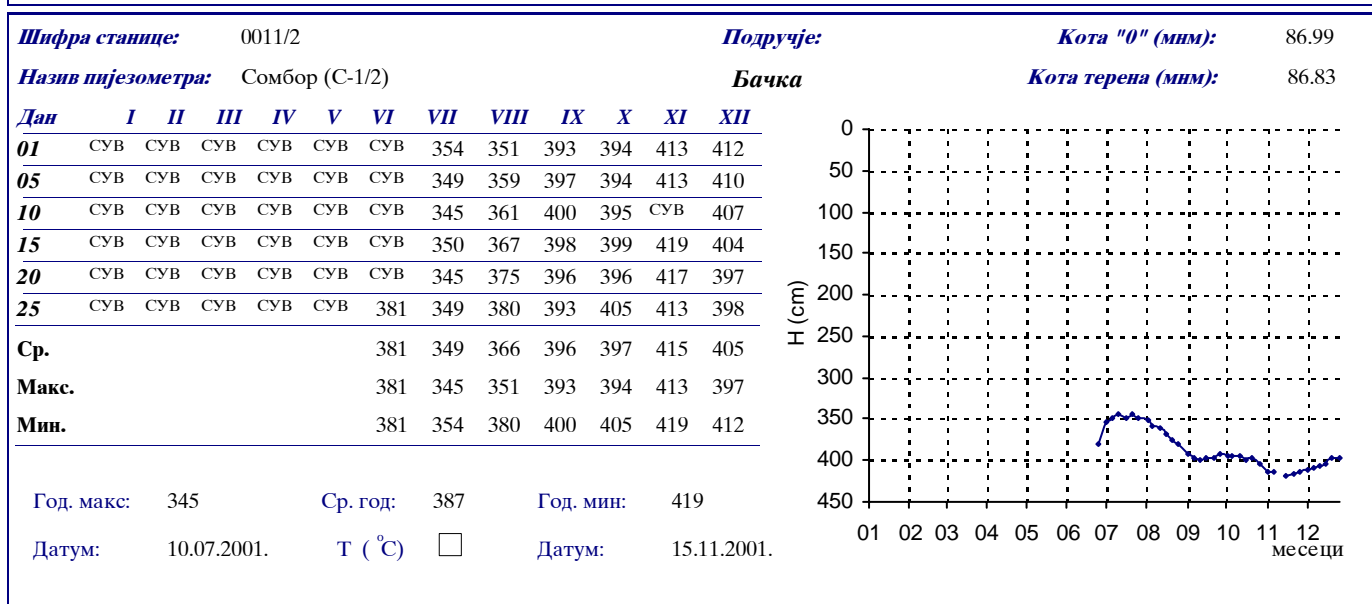 Шифра станице: 0011/2 Подручје: Кота "0" (мнм): 86.99
Назив пијезометра: Сомбор (С-1/2) Бачка Кота терена (мнм): 86.83
Дан I II III IV V VI VII VIII IX X XI XII
01 СУВ СУВ СУВ СУВ СУВ СУВ 354 351 393 394 413 412
05 СУВ СУВ СУВ СУВ СУВ СУВ 349 359 397 394 413 410
10 СУВ СУВ СУВ СУВ СУВ СУВ 345 361 400 395 СУВ 407
15 СУВ СУВ СУВ СУВ СУВ СУВ 350 367 398 399 419 404
20 СУВ СУВ СУВ СУВ СУВ СУВ 345 375 396 396 417 397
25 СУВ СУВ СУВ СУВ СУВ 381 349 380 393 405 413 398
Ср. 381 349 366 396 397 415 405
Макс. 381 345 351 393 394 413 397
Мин. 381 354 380 400 405 419 412
Год. макс: 345 Ср. год: 387 Год. мин: 419
Датум: 10.07.2001. Т ( °С) Датум: 15.11.2001.
H (cm)
0
50
100
150
200
250
300
350
400
450
01 02 03 04 05 06 07 08 09 10 11 12
месеци